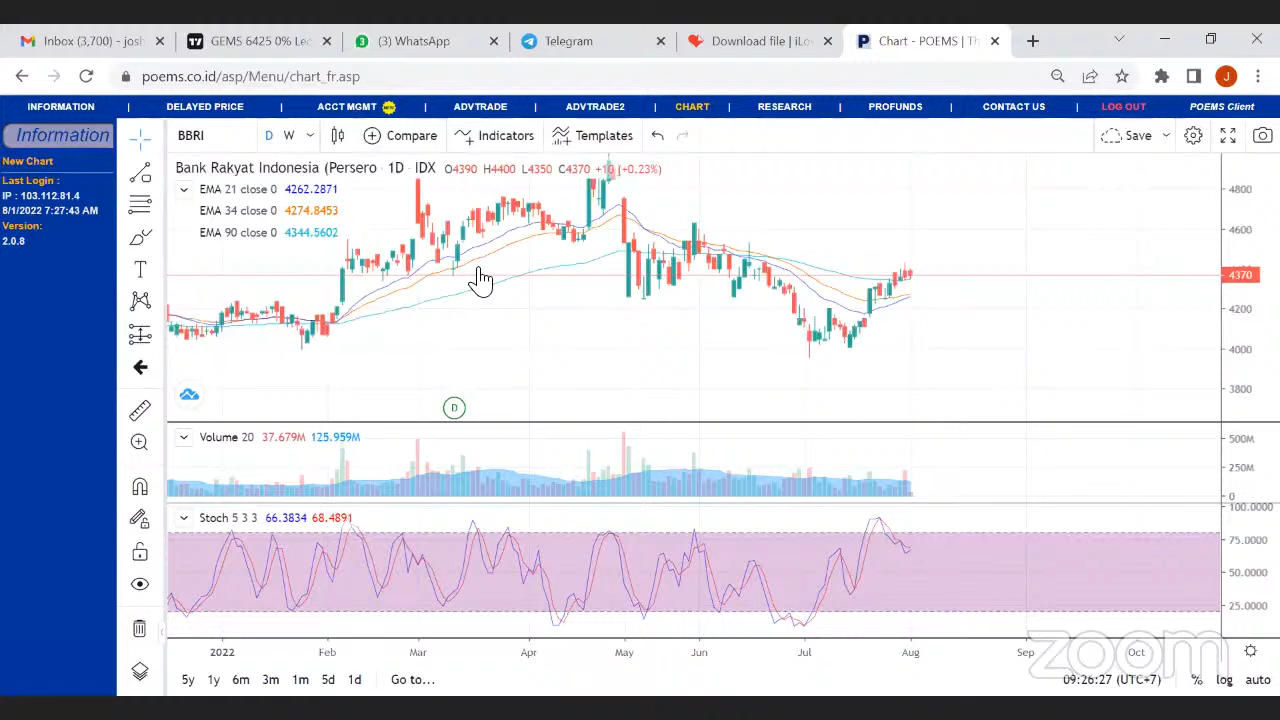 Inbox (3,700) - josh
GEMS 6425 0% Le
(3) WhatsApp
Telegram
Download file | iLo
Chart - POEMS | Th
poems.co.id/asp/Menu/chart_fr.asp
INFORMATION | DELAYED PRICE | ACCT MGMT NEW | ADVTRADE | ADVTRADE2 | CHART | RESEARCH | PROFUNDS | CONTACT US | LOG OUT POEMS Client
Information
New Chart
Last Login :
IP : 103.112.81.4
8/1/2022 7:27:43 AM
Version:
2.0.8
BBRI D W Compare Indicators Templates Save
Bank Rakyat Indonesia (Persero · 1D · IDX O4390 H4400 L4350 C4370 +10 (+0.23%)
EMA 21 close 0 4262.2871
EMA 34 close 0 4274.8453
EMA 90 close 0 4344.5602
4800
4600
4370
4200
4000
3800
D
Volume 20 37.679M 125.959M
500M
250M
0
Stoch 5 3 3 66.3834 68.4891
100.0000
75.0000
50.0000
25.0000
2022 Feb Mar Apr May Jun Jul Aug Sep Oct
zoom
5y 1y 6m 3m 1m 5d 1d Go to... 09:26:27 (UTC+7) % log auto